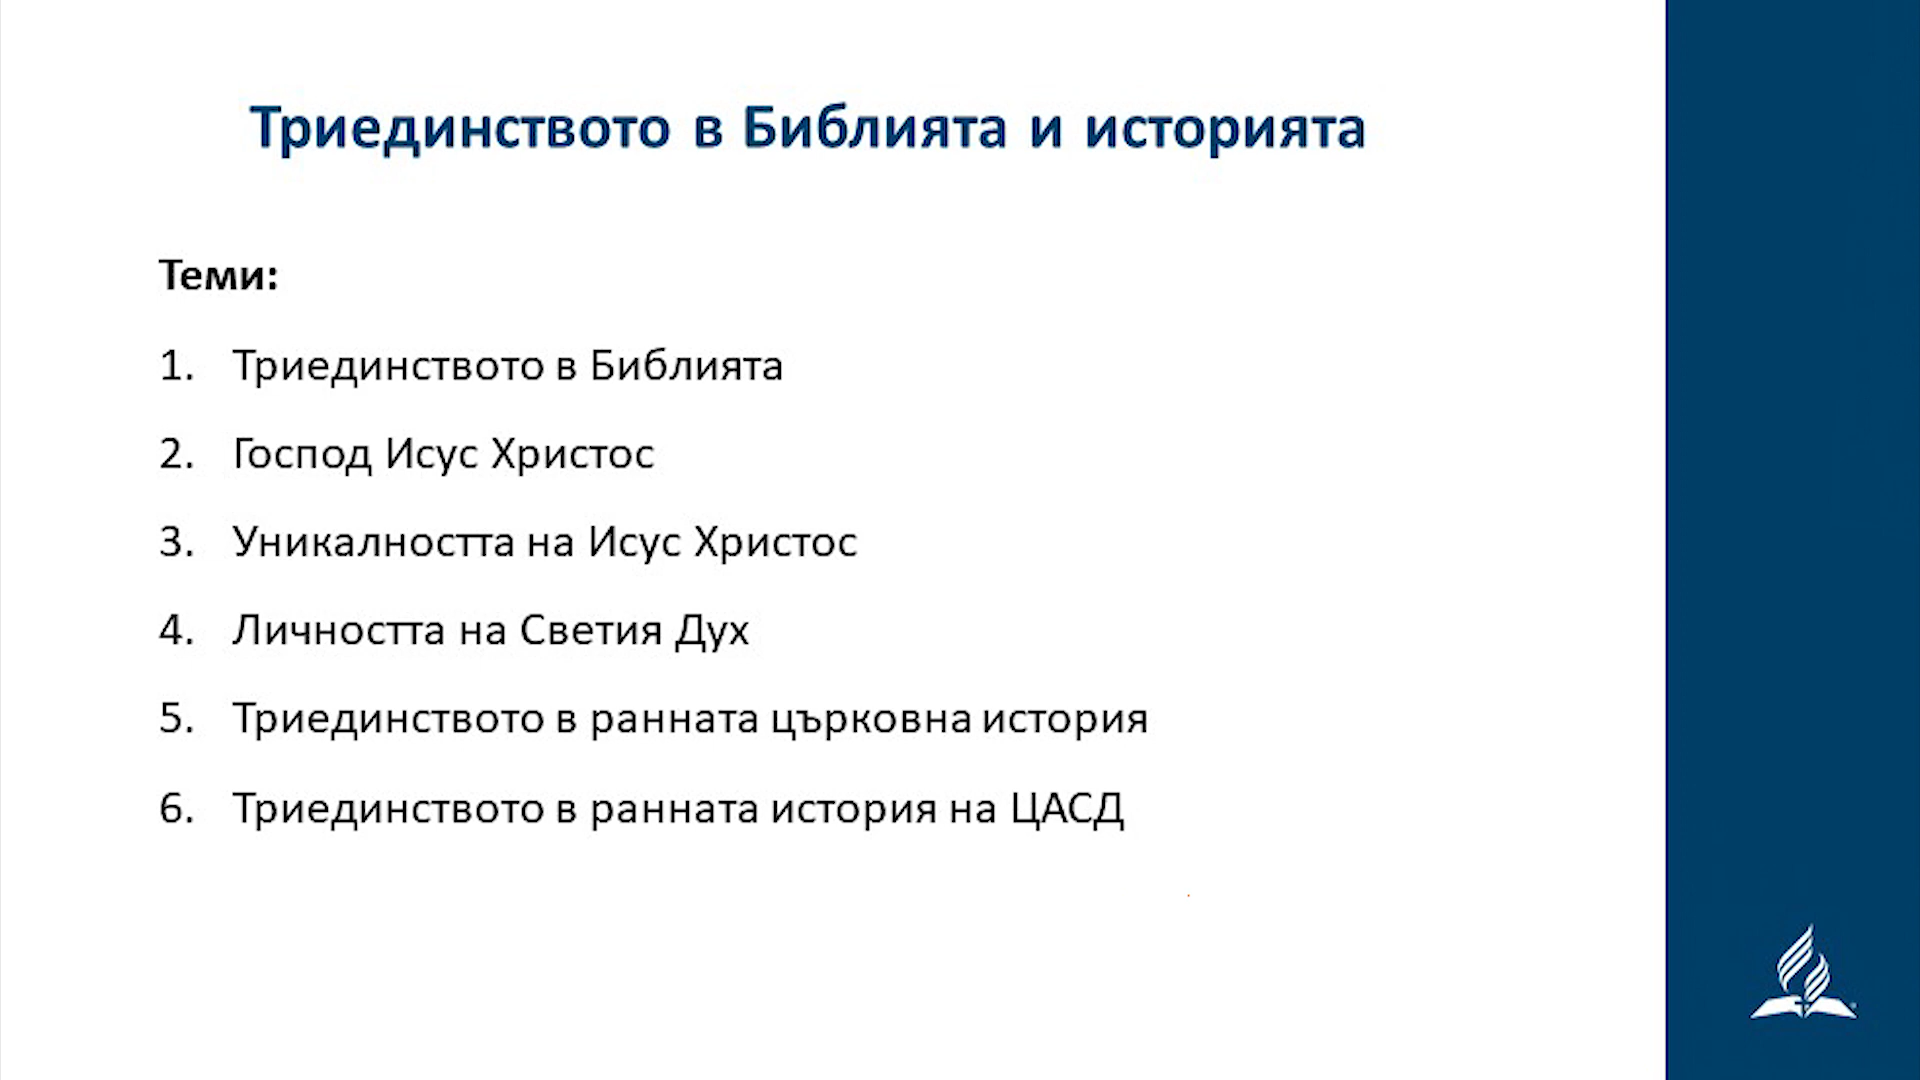 Триединството в Библията и историята
Теми:
1. Триединството в Библията
2. Господ Исус Христос
3. Уникалността на Исус Христос
4. Личността на Светия Дух
5. Триединството в ранната църковна история
6. Триединството в ранната история на ЦАСД